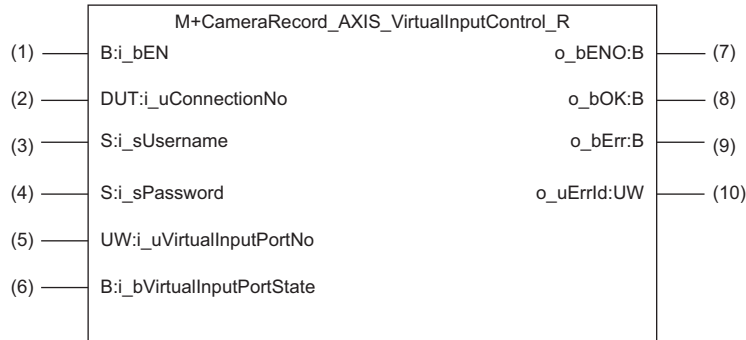 M+CameraRecord_AXIS_VirtualInputControl_R
(1) B:i_bEN o_bENO:B (7)
(2) DUT:i_uConnectionNo o_bOK:B (8)
(3) S:i_sUsername o_bErr:B (9)
(4) S:i_sPassword o_uErrId:UW (10)
(5) UW:i_uVirtualInputPortNo
(6) B:i_bVirtualInputPortState